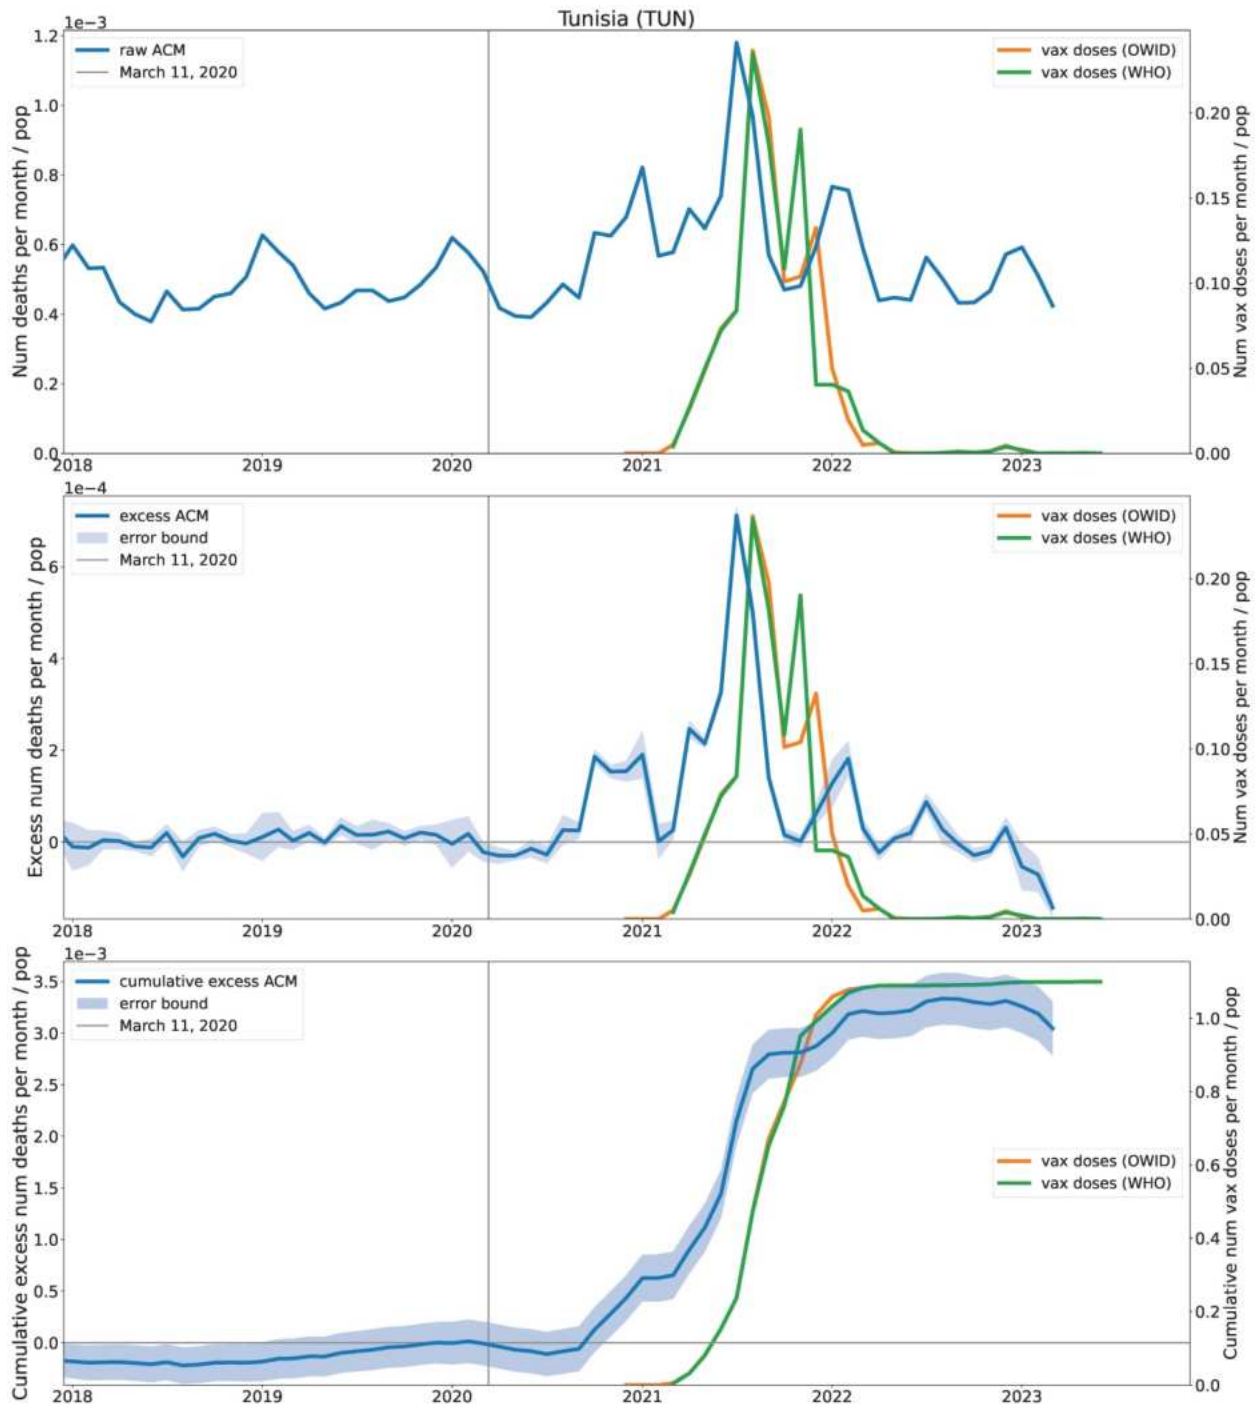 Tunisia (TUN)
1e−3
1.2
1.0
0.8
0.6
0.4
0.2
0.0
Num deaths per month / pop
raw ACM
March 11, 2020
vax doses (OWID)
vax doses (WHO)
0.20
0.15
0.10
0.05
0.00
Num vax doses per month / pop
2018 2019 2020 2021 2022 2023
1e−4
6
4
2
0
Excess num deaths per month / pop
excess ACM
error bound
March 11, 2020
vax doses (OWID)
vax doses (WHO)
0.20
0.15
0.10
0.05
0.00
Num vax doses per month / pop
2018 2019 2020 2021 2022 2023
1e−3
3.5
3.0
2.5
2.0
1.5
1.0
0.5
0.0
Cumulative excess num deaths per month / pop
cumulative excess ACM
error bound
March 11, 2020
vax doses (OWID)
vax doses (WHO)
1.0
0.8
0.6
0.4
0.2
0.0
Cumulative num vax doses per month / pop
2018 2019 2020 2021 2022 2023